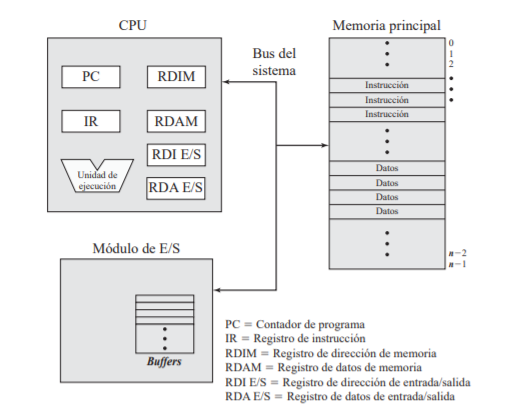 CPU
Memoria principal
Bus del
sistema
PC
RDIM
IR
RDAM
RDI E/S
RDA E/S
Unidad de
ejecución
0
1
2
Instrucción
Instrucción
Instrucción
Datos
Datos
Datos
Datos
n−2
n−1
Módulo de E/S
Buffers
PC = Contador de programa
IR = Registro de instrucción
RDIM = Registro de dirección de memoria
RDAM = Registro de datos de memoria
RDI E/S = Registro de dirección de entrada/salida
RDA E/S = Registro de datos de entrada/salida